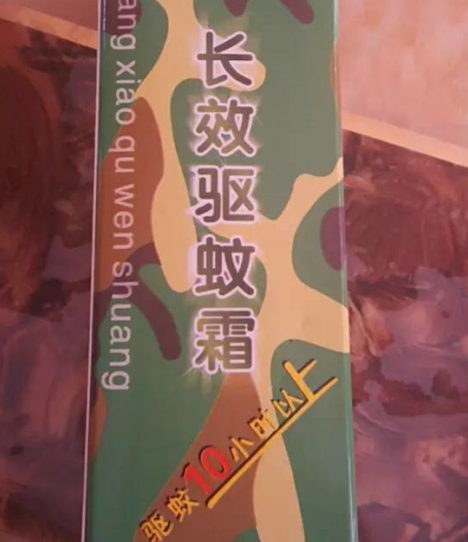 长效驱蚊霜
ang xiao qu wen shuang
驱蚊10小时以上